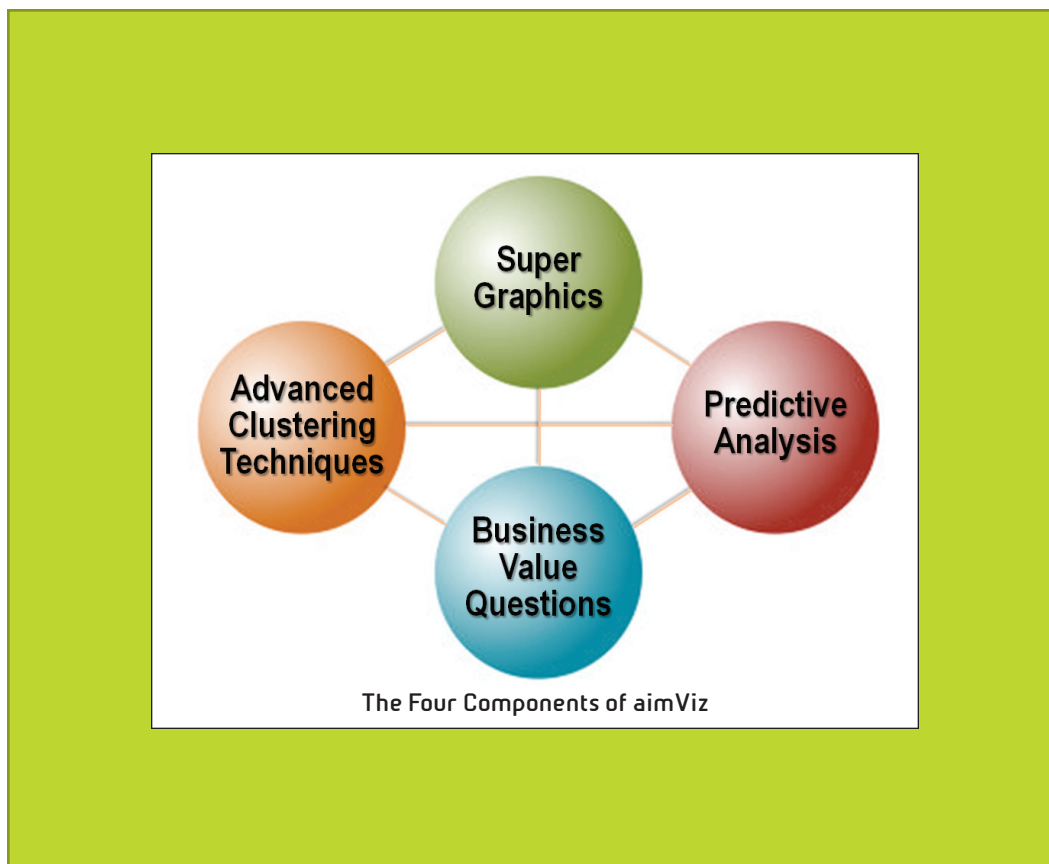 Super
Graphics
Advanced
Clustering
Techniques
Predictive
Analysis
Business
Value
Questions
The Four Components of aimViz